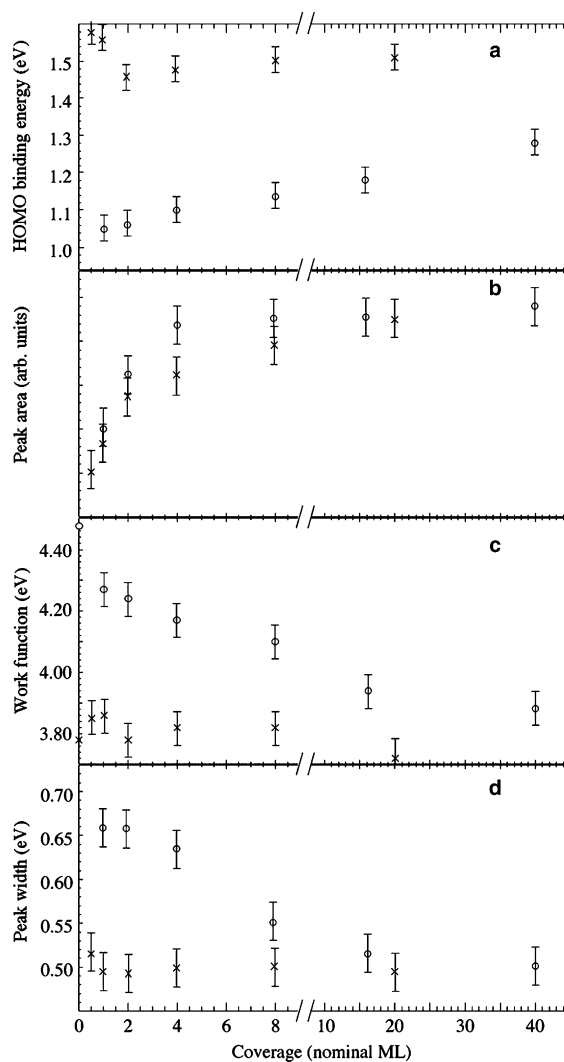 HOMO binding energy (eV)
1.5
1.4
1.3
1.2
1.1
1.0
a
Peak area (arb. units)
b
Work function (eV)
4.40
4.20
4.00
3.80
c
Peak width (eV)
0.70
0.65
0.60
0.55
0.50
d
0 2 4 6 8 10 20 30 40
Coverage (nominal ML)